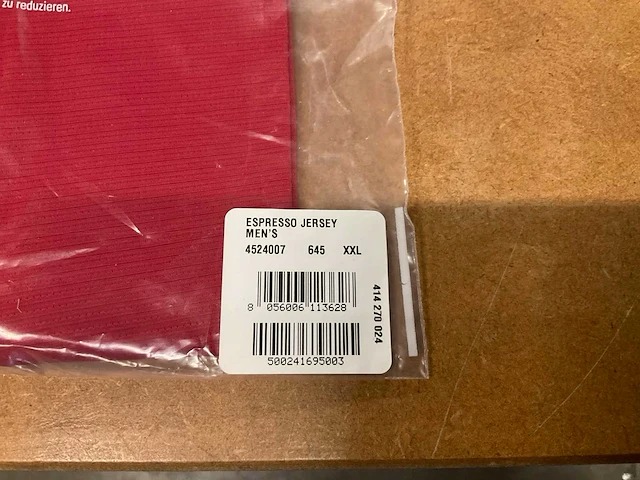 zu reduzieren.
ESPRESSO JERSEY
MEN'S
4524007 645 XXL
8 056006 113628
500241695003
414 270 024